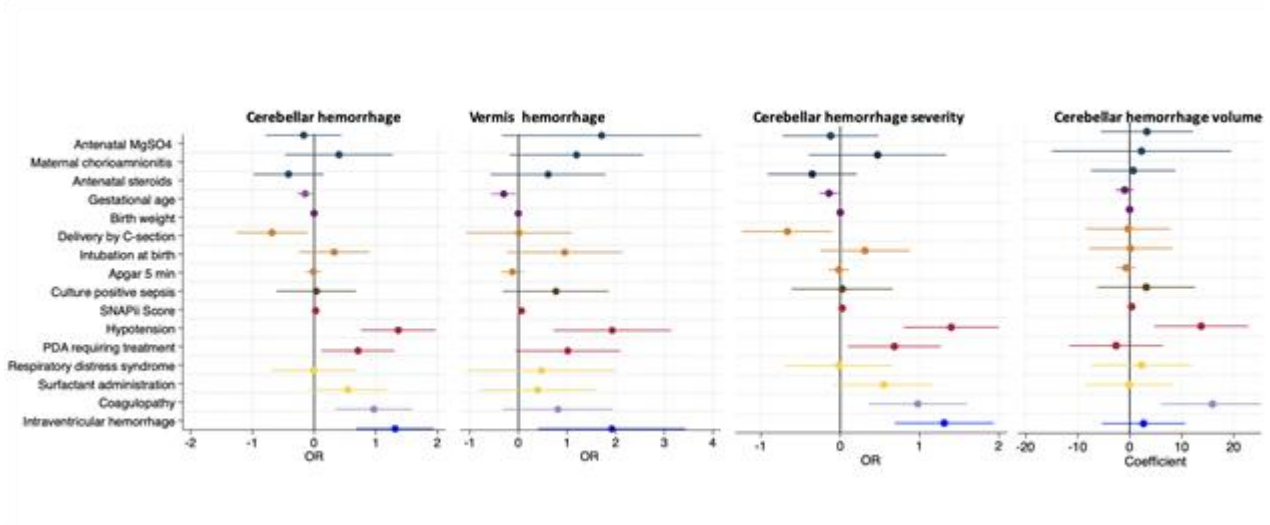 Cerebellar hemorrhage
Vermis hemorrhage
Cerebellar hemorrhage severity
Cerebellar hemorrhage volume
Antenatal MgSO4
Maternal chorioamnionitis
Antenatal steroids
Gestational age
Birth weight
Delivery by C-section
Intubation at birth
Apgar 5 min
Culture positive sepsis
SNAPii Score
Hypotension
PDA requiring treatment
Respiratory distress syndrome
Surfactant administration
Coagulopathy
Intraventricular hemorrhage
-2 -1 0 1 2
OR
-1 0 1 2 3 4
OR
-1 0 1 2
OR
-20 -10 0 10 20
Coefficient